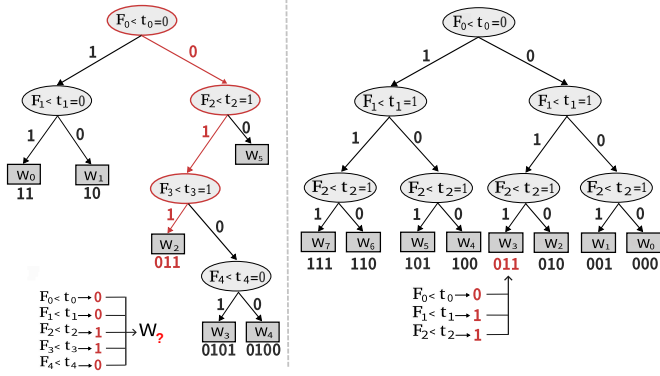 F₀< t₀=0
1
0
F₁< t₁=0
F₂< t₂=1
1
0
1
0
W₀
W₁
W₅
11
10
F₃< t₃=1
1
0
W₂
011
F₄< t₄=0
1
0
W₃
W₄
0101
0100
F₀< t₀→0
F₁< t₁→0
F₂< t₂→1
F₃< t₃→1
F₄< t₄→0
W?
F₀< t₀=0
1
0
F₁< t₁=1
F₁< t₁=1
1
0
1
0
F₂< t₂=1
F₂< t₂=1
F₂< t₂=1
F₂< t₂=1
1 0
1 0
1 0
1 0
W₇ W₆ W₅ W₄ W₃ W₂ W₁ W₀
111 110 101 100 011 010 001 000
F₀< t₀→0
F₁< t₁→1
F₂< t₂→1